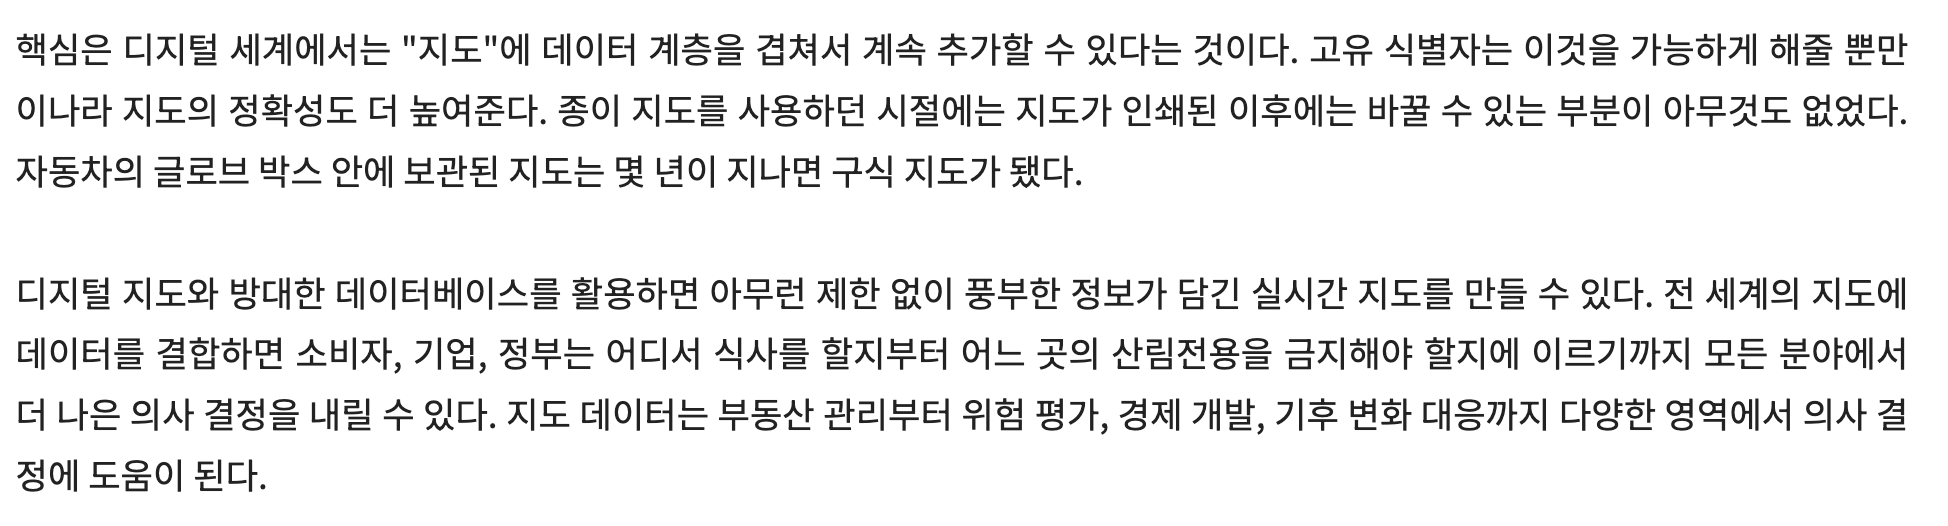 핵심은 디지털 세계에서는 "지도"에 데이터 계층을 겹쳐서 계속 추가할 수 있다는 것이다. 고유 식별자는 이것을 가능하게 해줄 뿐만
이나라 지도의 정확성도 더 높여준다. 종이 지도를 사용하던 시절에는 지도가 인쇄된 이후에는 바꿀 수 있는 부분이 아무것도 없었다.
자동차의 글로브 박스 안에 보관된 지도는 몇 년이 지나면 구식 지도가 됐다.
디지털 지도와 방대한 데이터베이스를 활용하면 아무런 제한 없이 풍부한 정보가 담긴 실시간 지도를 만들 수 있다. 전 세계의 지도에
데이터를 결합하면 소비자, 기업, 정부는 어디서 식사를 할지부터 어느 곳의 산림전용을 금지해야 할지에 이르기까지 모든 분야에서
더 나은 의사 결정을 내릴 수 있다. 지도 데이터는 부동산 관리부터 위험 평가, 경제 개발, 기후 변화 대응까지 다양한 영역에서 의사 결
정에 도움이 된다.